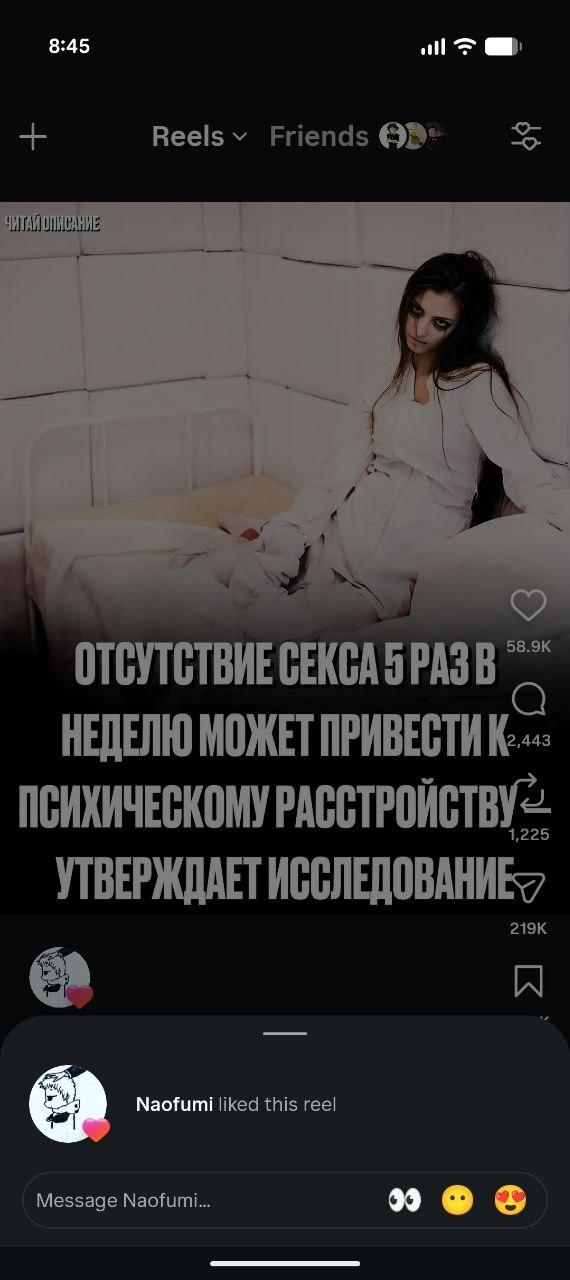 8:45
Reels
Friends
ЧИТАЙ ОПИСАНИЕ
58.9K
ОТСУТСТВИЕ СЕКСА 5 РАЗ В
2,443
НЕДЕЛЮ МОЖЕТ ПРИВЕСТИ К
ПСИХИЧЕСКОМУ РАССТРОЙСТВУ
1,225
УТВЕРЖДАЕТ ИССЛЕДОВАНИЕ
219K
Naofumi liked this reel
Message Naofumi...